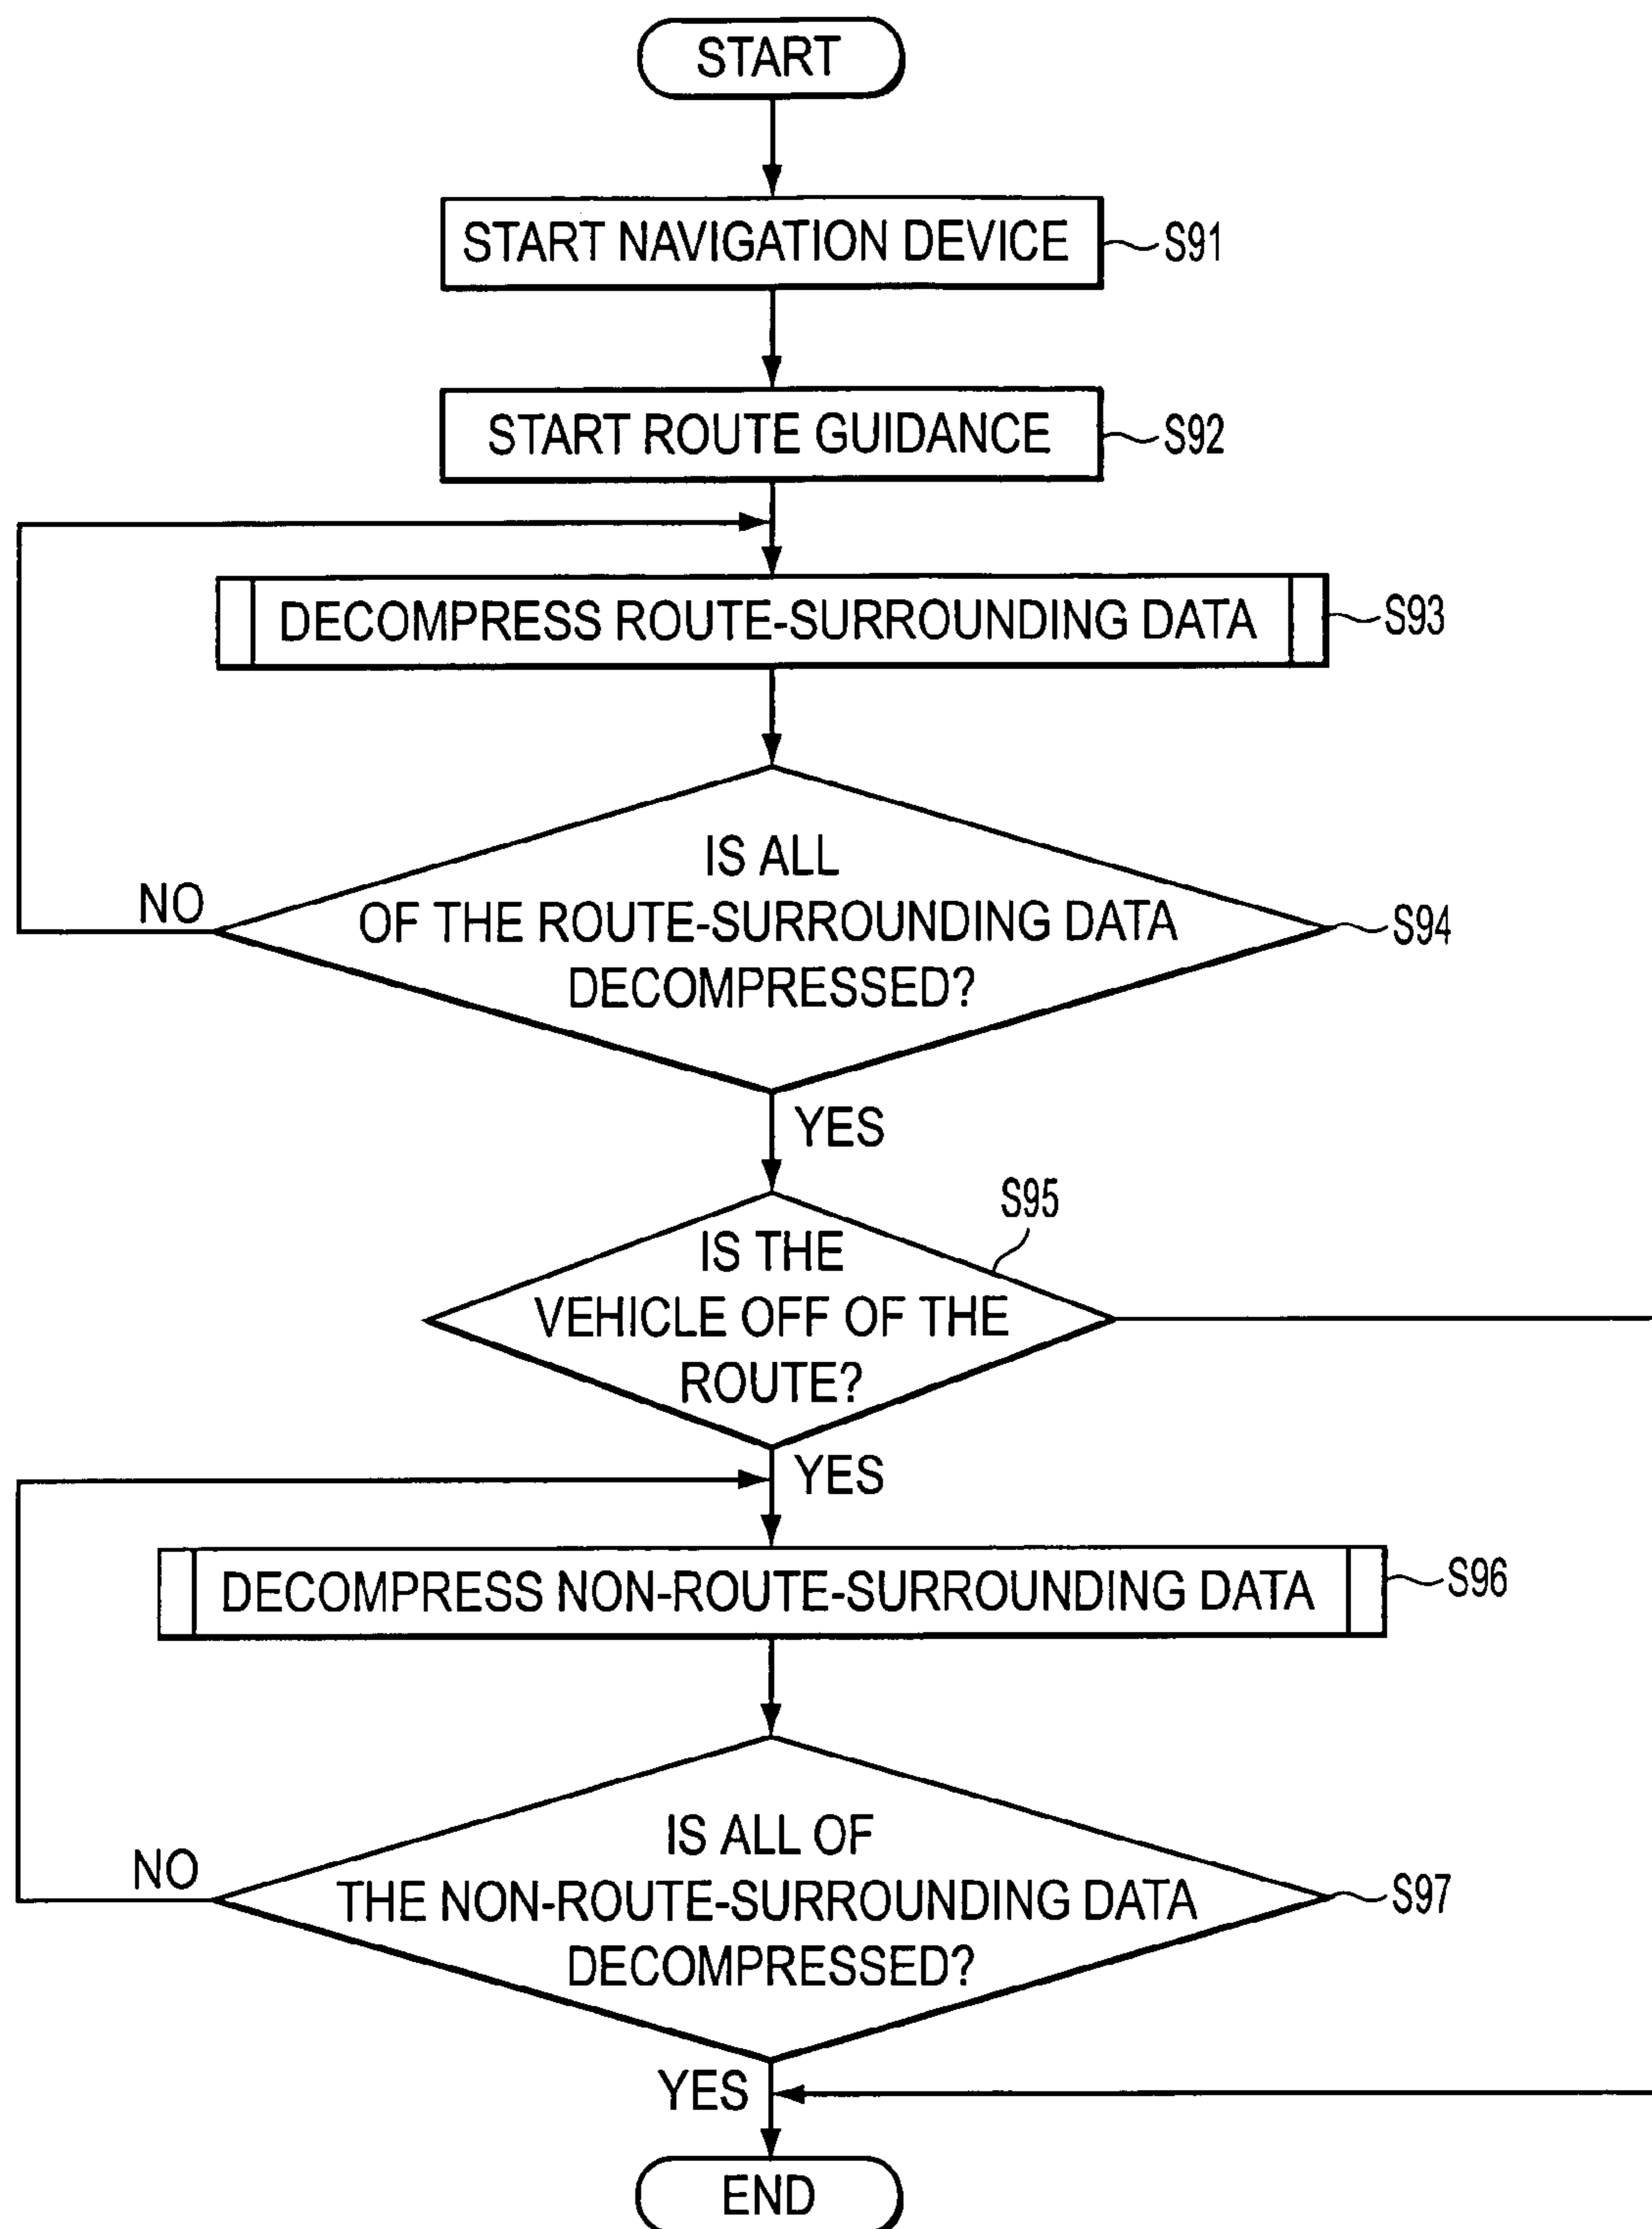 START
START NAVIGATION DEVICE
S91
START ROUTE GUIDANCE
S92
DECOMPRESS ROUTE-SURROUNDING DATA
S93
IS ALL
OF THE ROUTE-SURROUNDING DATA
DECOMPRESSED?
NO
S94
YES
S95
IS THE
VEHICLE OFF OF THE
ROUTE?
YES
DECOMPRESS NON-ROUTE-SURROUNDING DATA
S96
IS ALL OF
THE NON-ROUTE-SURROUNDING DATA
DECOMPRESSED?
NO
S97
YES
END